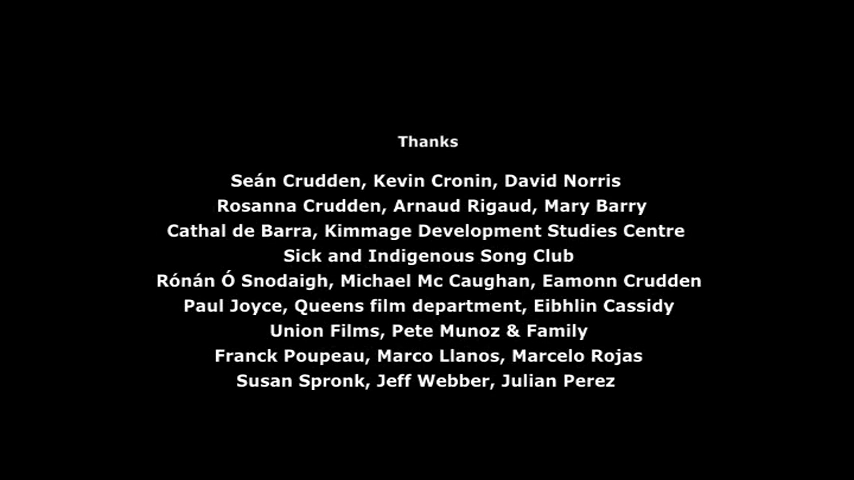 Thanks
Seán Crudden, Kevin Cronin, David Norris
Rosanna Crudden, Arnaud Rigaud, Mary Barry
Cathal de Barra, Kimmage Development Studies Centre
Sick and Indigenous Song Club
Rónán Ó Snodaigh, Michael Mc Caughan, Eamonn Crudden
Paul Joyce, Queens film department, Eibhlin Cassidy
Union Films, Pete Munoz & Family
Franck Poupeau, Marco Llanos, Marcelo Rojas
Susan Spronk, Jeff Webber, Julian Perez